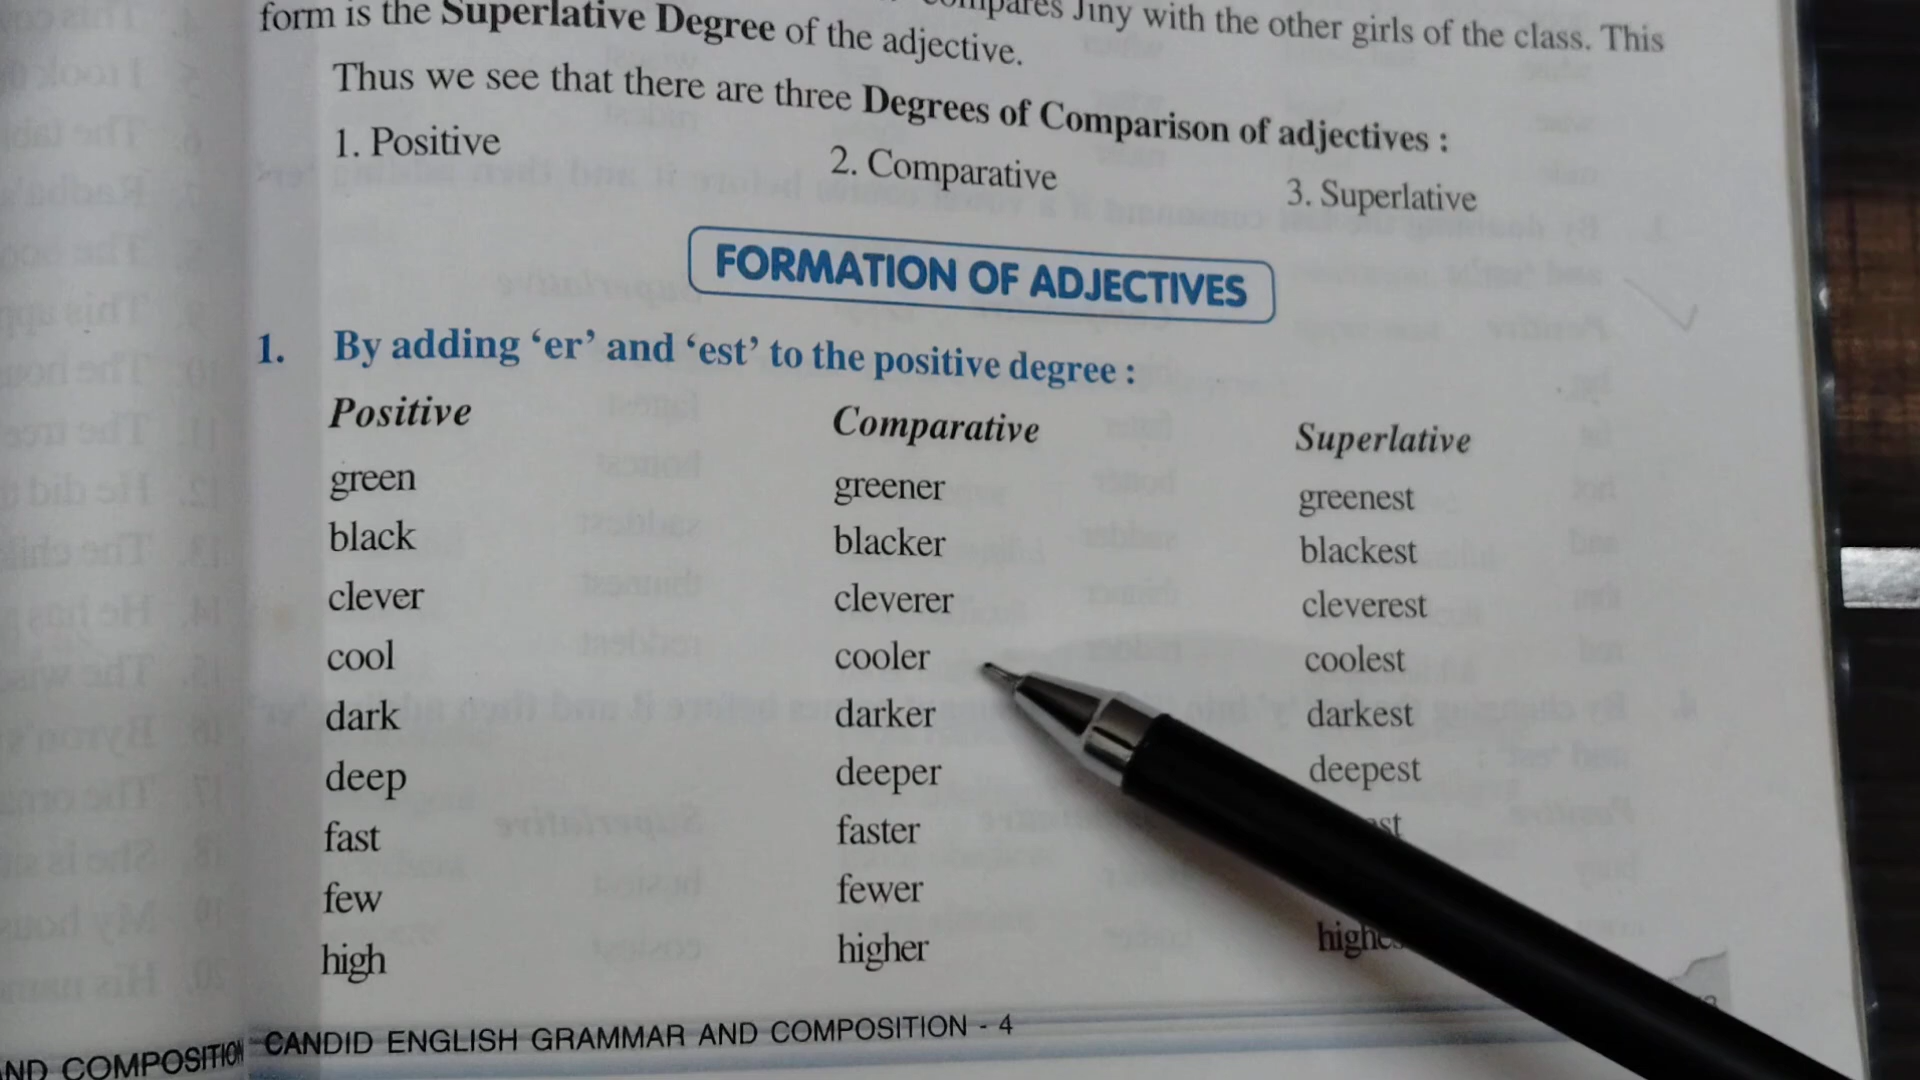 compares Jiny with the other girls of the class. This
form is the Superlative Degree of the adjective.
Thus we see that there are three Degrees of Comparison of adjectives :
1. Positive 2. Comparative 3. Superlative
FORMATION OF ADJECTIVES
1. By adding ‘er’ and ‘est’ to the positive degree :
Positive Comparative Superlative
green greener greenest
black blacker blackest
clever cleverer cleverest
cool cooler coolest
dark darker darkest
deep deeper deepest
fast faster
few fewer
high higher
CANDID ENGLISH GRAMMAR AND COMPOSITION - 4
ND COMPOSITION